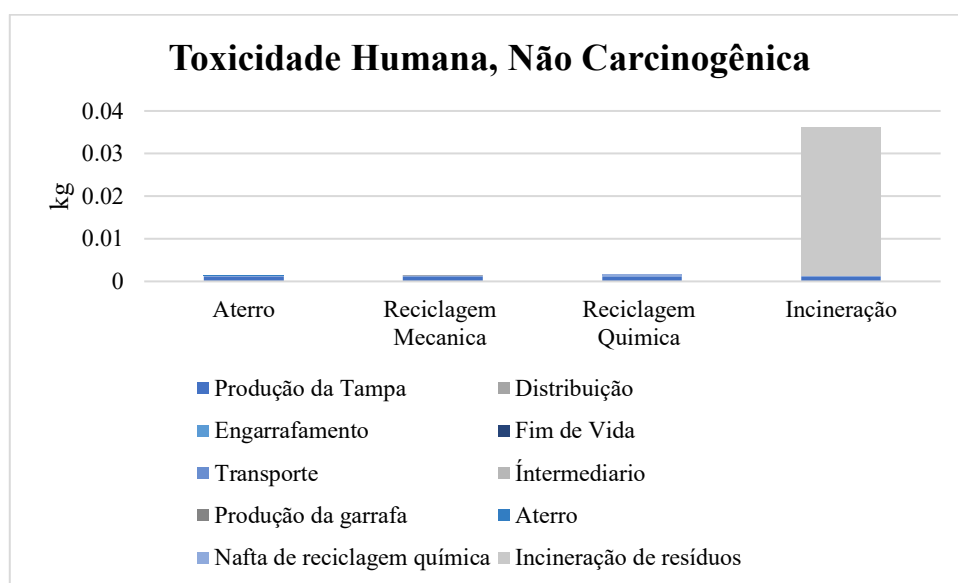 Toxicidade Humana, Não Carcinogênica
0.04
0.03
0.02
0.01
0
kg
Aterro
Reciclagem
Mecanica
Reciclagem
Quimica
Incineração
Produção da Tampa
Distribuição
Engarrafamento
Fim de Vida
Transporte
Íntermediario
Produção da garrafa
Aterro
Nafta de reciclagem química
Incineração de resíduos